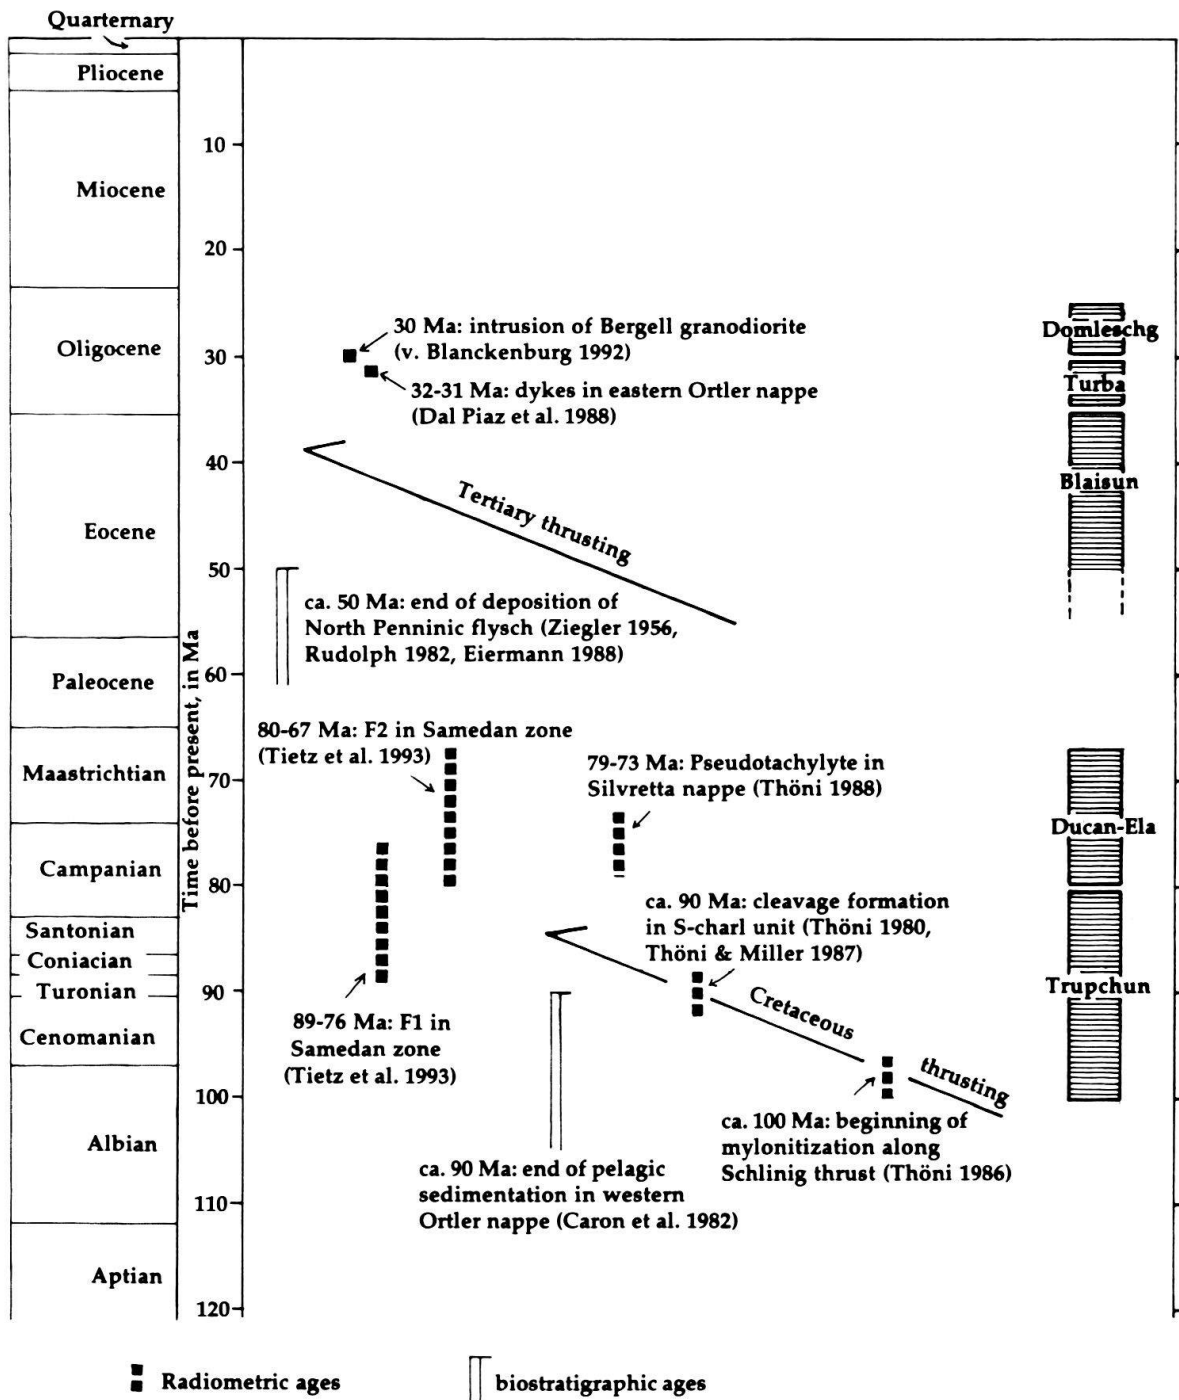 Quarternary
Pliocene
Miocene
Oligocene
Eocene
Paleocene
Maastrichtian
Campanian
Santonian
Coniacian
Turonian
Cenomanian
Albian
Aptian
Time before present, in Ma
10
20
30
40
50
60
70
80
90
100
110
120
30 Ma: intrusion of Bergell granodiorite
(v. Blanckenburg 1992)
32-31 Ma: dykes in eastern Ortler nappe
(Dal Piaz et al. 1988)
Tertiary thrusting
ca. 50 Ma: end of deposition of
North Penninic flysch (Ziegler 1956,
Rudolph 1982, Eiermann 1988)
80-67 Ma: F2 in Samedan zone
(Tietz et al. 1993)
79-73 Ma: Pseudotachylyte in
Silvretta nappe (Thöni 1988)
ca. 90 Ma: cleavage formation
in S-charl unit (Thöni 1980,
Thöni & Miller 1987)
Cretaceous thrusting
89-76 Ma: F1 in
Samedan zone
(Tietz et al. 1993)
ca. 100 Ma: beginning of
mylonitization along
Schlinig thrust (Thöni 1986)
ca. 90 Ma: end of pelagic
sedimentation in western
Ortler nappe (Caron et al. 1982)
Domleschg
Turba
Blaisun
Ducan-Ela
Trupchun
Radiometric ages
biostratigraphic ages